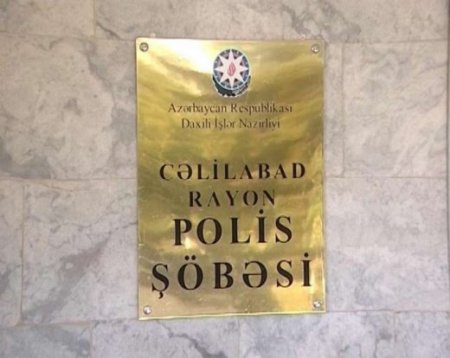 Azərbaycan Respublikası
Daxili İşlər Nazirliyi
CƏLİLABAD
RAYON
POLİS
ŞÖBƏSİ